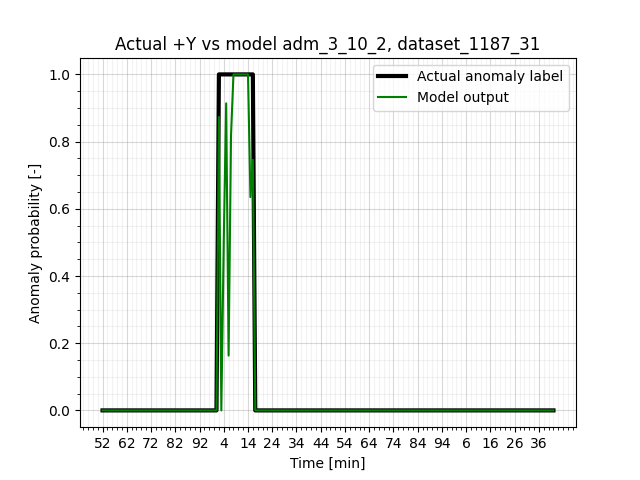 Actual +Y vs model adm_3_10_2, dataset_1187_31
Actual anomaly label
Model output
Anomaly probability [-]
1.0
0.8
0.6
0.4
0.2
0.0
52 62 72 82 92 4 14 24 34 44 54 64 74 84 94 6 16 26 36
Time [min]